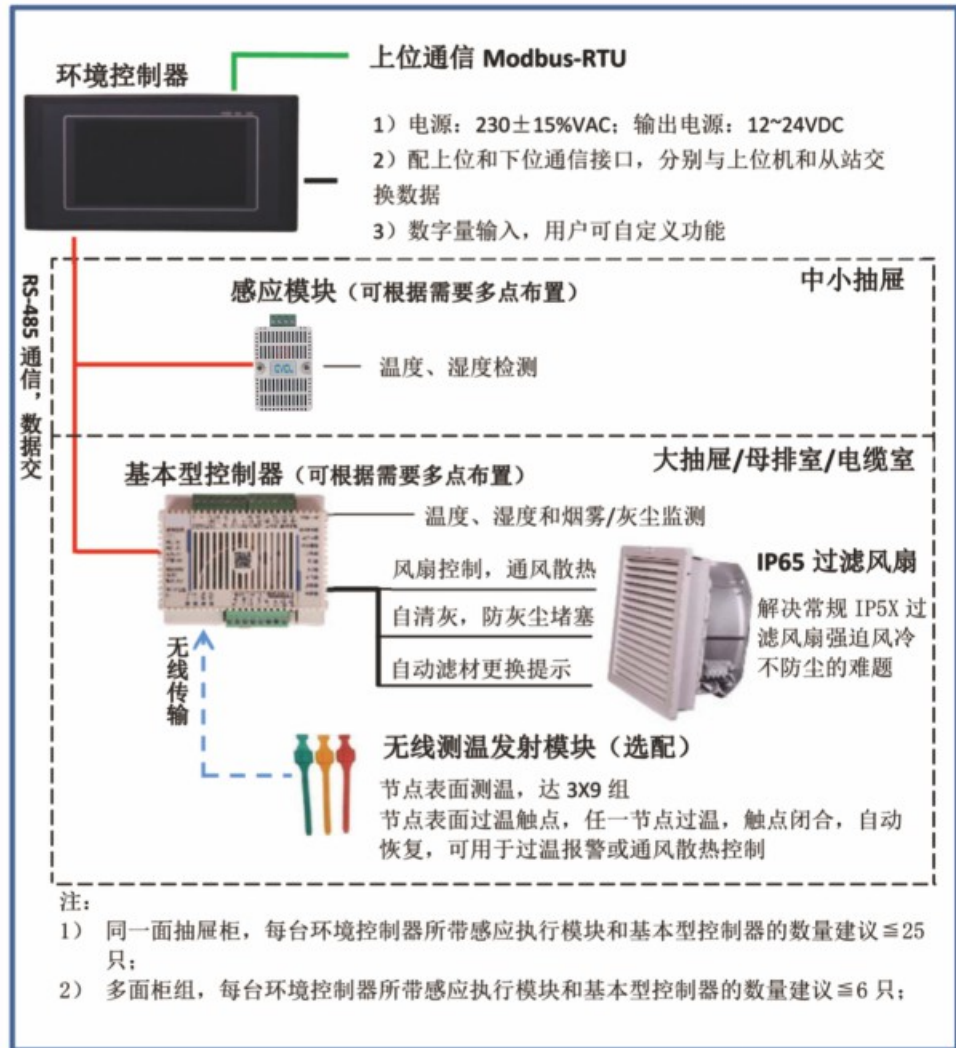 环境控制器
上位通信 Modbus-RTU
1）电源：230±15%VAC；输出电源：12~24VDC
2）配上位和下位通信接口，分别与上位机和从站交
换数据
3）数字量输入，用户可自定义功能
RS-485 通信，数据交
中小抽屉
感应模块（可根据需要多点布置）
温度、湿度检测
大抽屉/母排室/电缆室
基本型控制器（可根据需要多点布置）
温度、湿度和烟雾/灰尘监测
风扇控制，通风散热
自清灰，防灰尘堵塞
自动滤材更换提示
IP65 过滤风扇
解决常规 IP5X 过
滤风扇强迫风冷
不防尘的难题
无线传输
无线测温发射模块（选配）
节点表面测温，达 3X9 组
节点表面过温触点，任一节点过温，触点闭合，自动
恢复，可用于过温报警或通风散热控制
注：
1） 同一面抽屉柜，每台环境控制器所带感应执行模块和基本型控制器的数量建议≦25
只；
2） 多面柜组，每台环境控制器所带感应执行模块和基本型控制器的数量建议≦6 只；